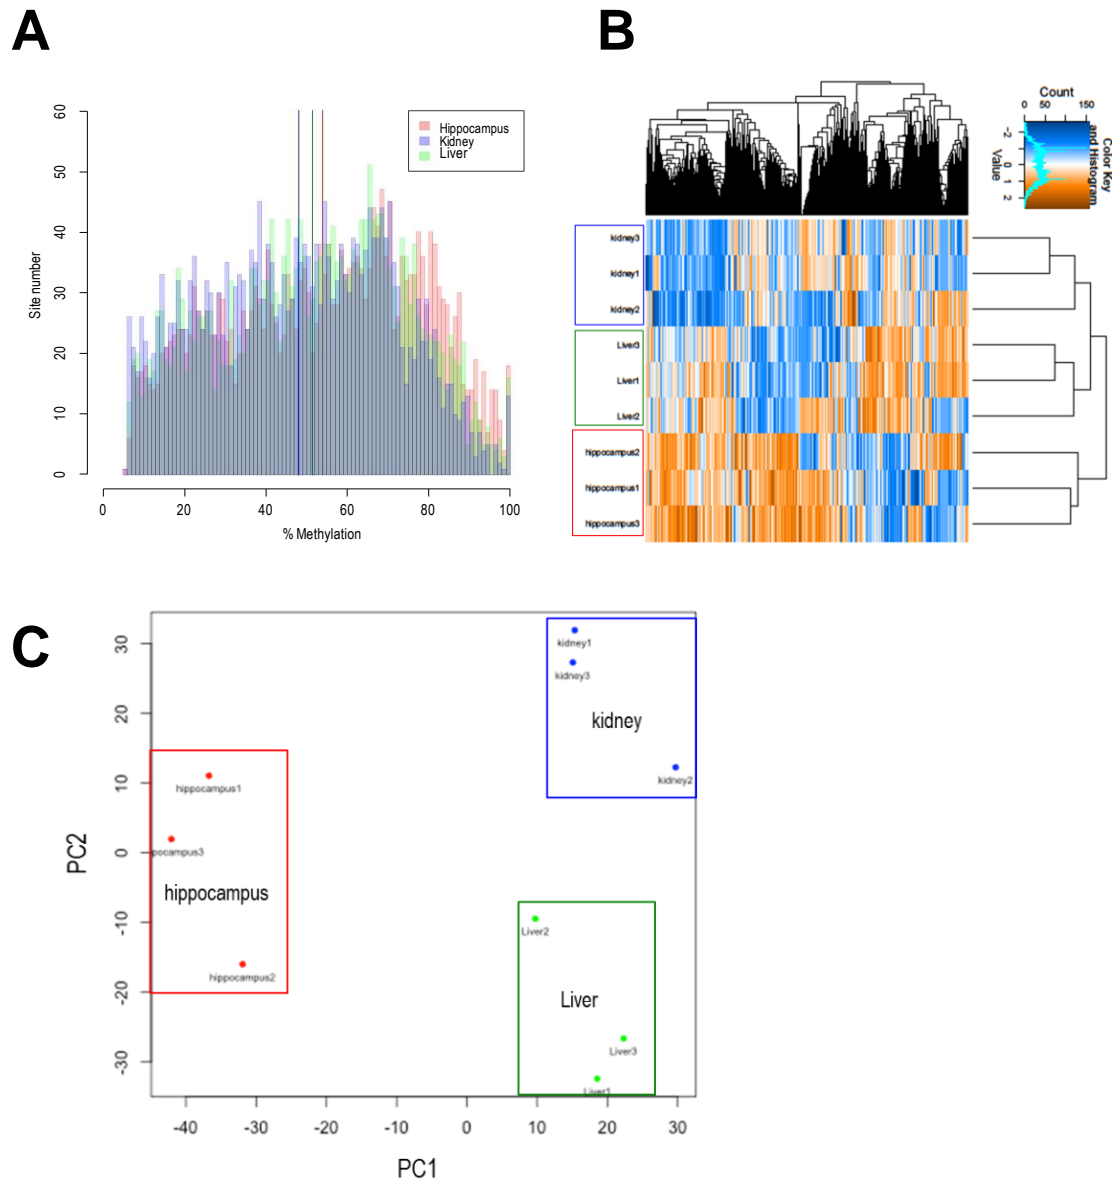 A
B
60
50
40
30
20
10
0
Site number
Hippocampus
Kidney
Liver
0
20
40
60
80
100
% Methylation
Count
0 50 150
-2
0
1
2
Value
Color Key
and Histogram
kidney3
kidney1
kidney2
Liver3
Liver1
Liver2
hippocampus2
hippocampus1
hippocampus3
C
30
20
10
0
-10
-20
-30
PC2
kidney1
kidney3
kidney
kidney2
hippocampus1
pocampus3
hippocampus
hippocampus2
Liver2
Liver
Liver3
Liver1
-40
-30
-20
-10
0
10
20
30
PC1